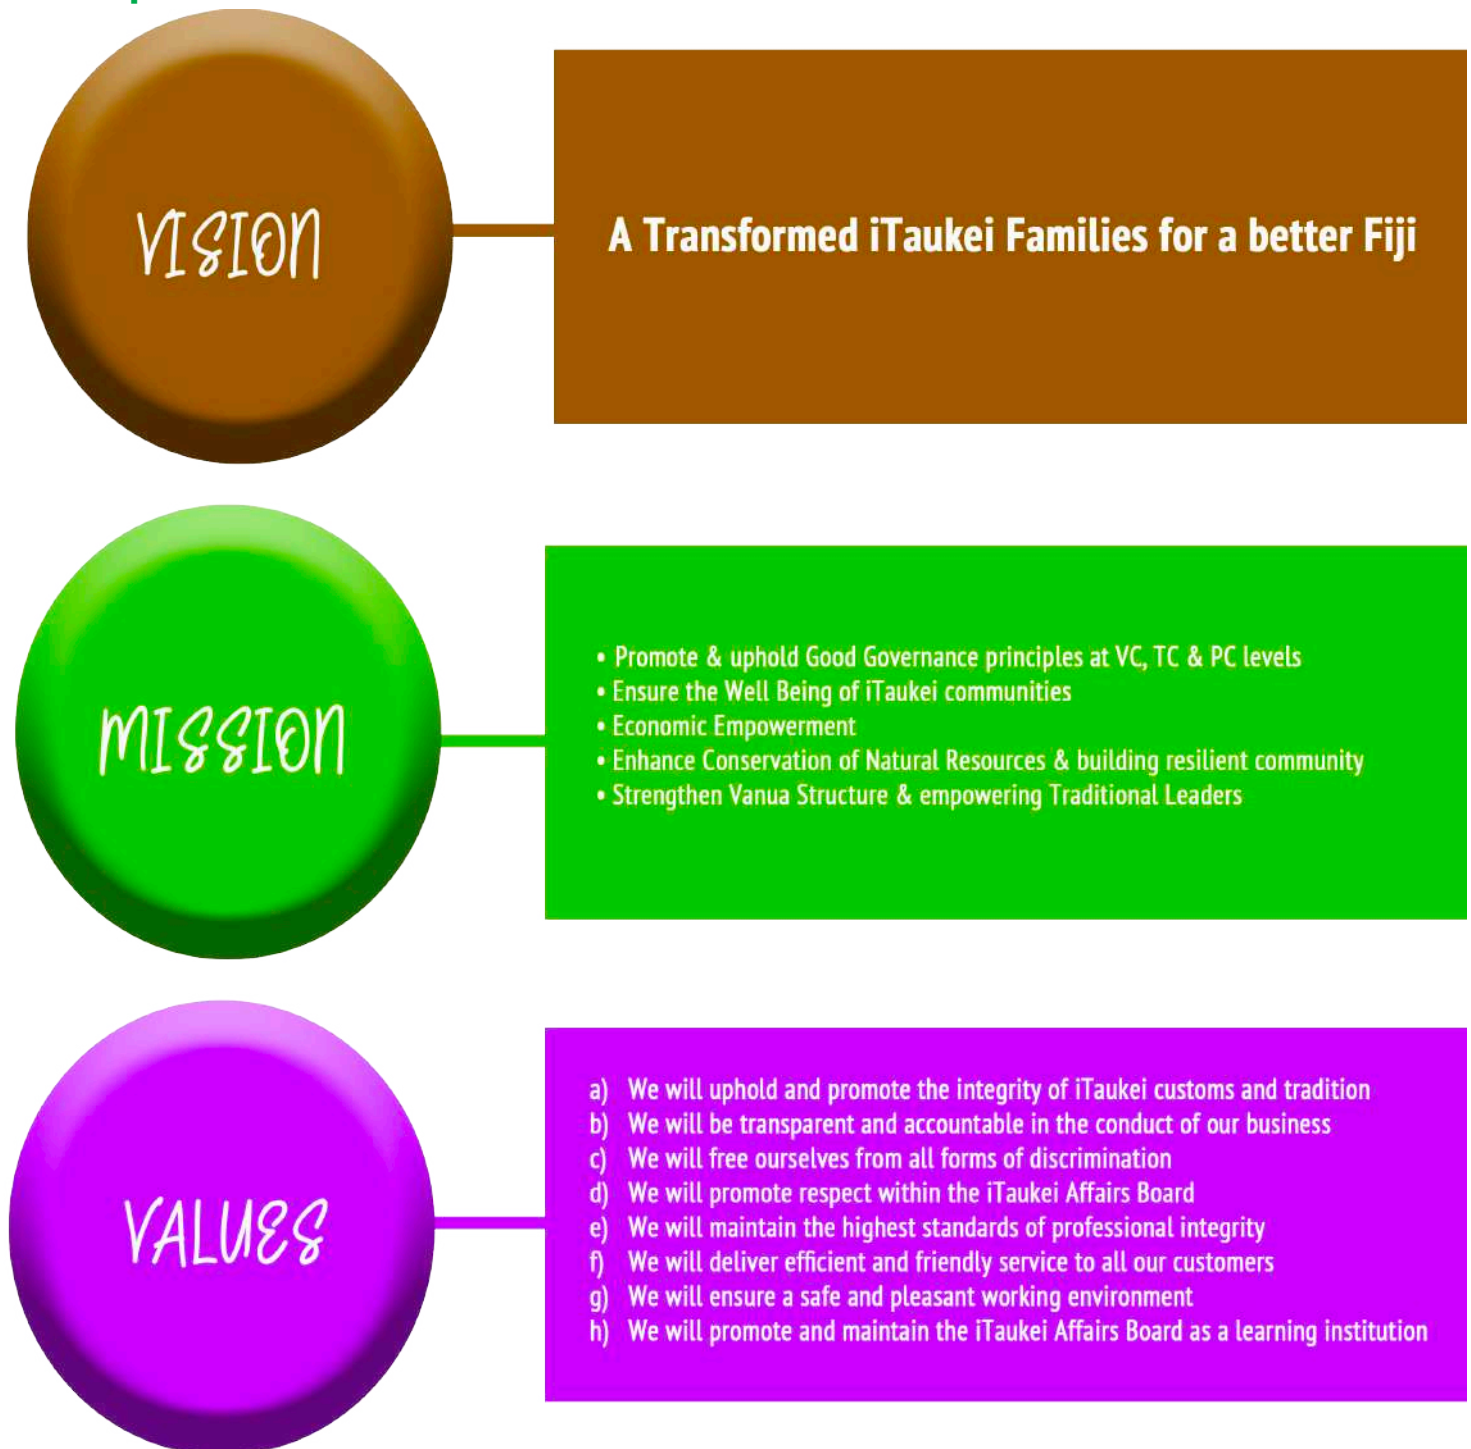 VISION
A Transformed iTaukei Families for a better Fiji
MISSION
• Promote & uphold Good Governance principles at VC, TC & PC levels
• Ensure the Well Being of iTaukei communities
• Economic Empowerment
• Enhance Conservation of Natural Resources & building resilient community
• Strengthen Vanua Structure & empowering Traditional Leaders
VALUES
a) We will uphold and promote the integrity of iTaukei customs and tradition
b) We will be transparent and accountable in the conduct of our business
c) We will free ourselves from all forms of discrimination
d) We will promote respect within the iTaukei Affairs Board
e) We will maintain the highest standards of professional integrity
f) We will deliver efficient and friendly service to all our customers
g) We will ensure a safe and pleasant working environment
h) We will promote and maintain the iTaukei Affairs Board as a learning institution